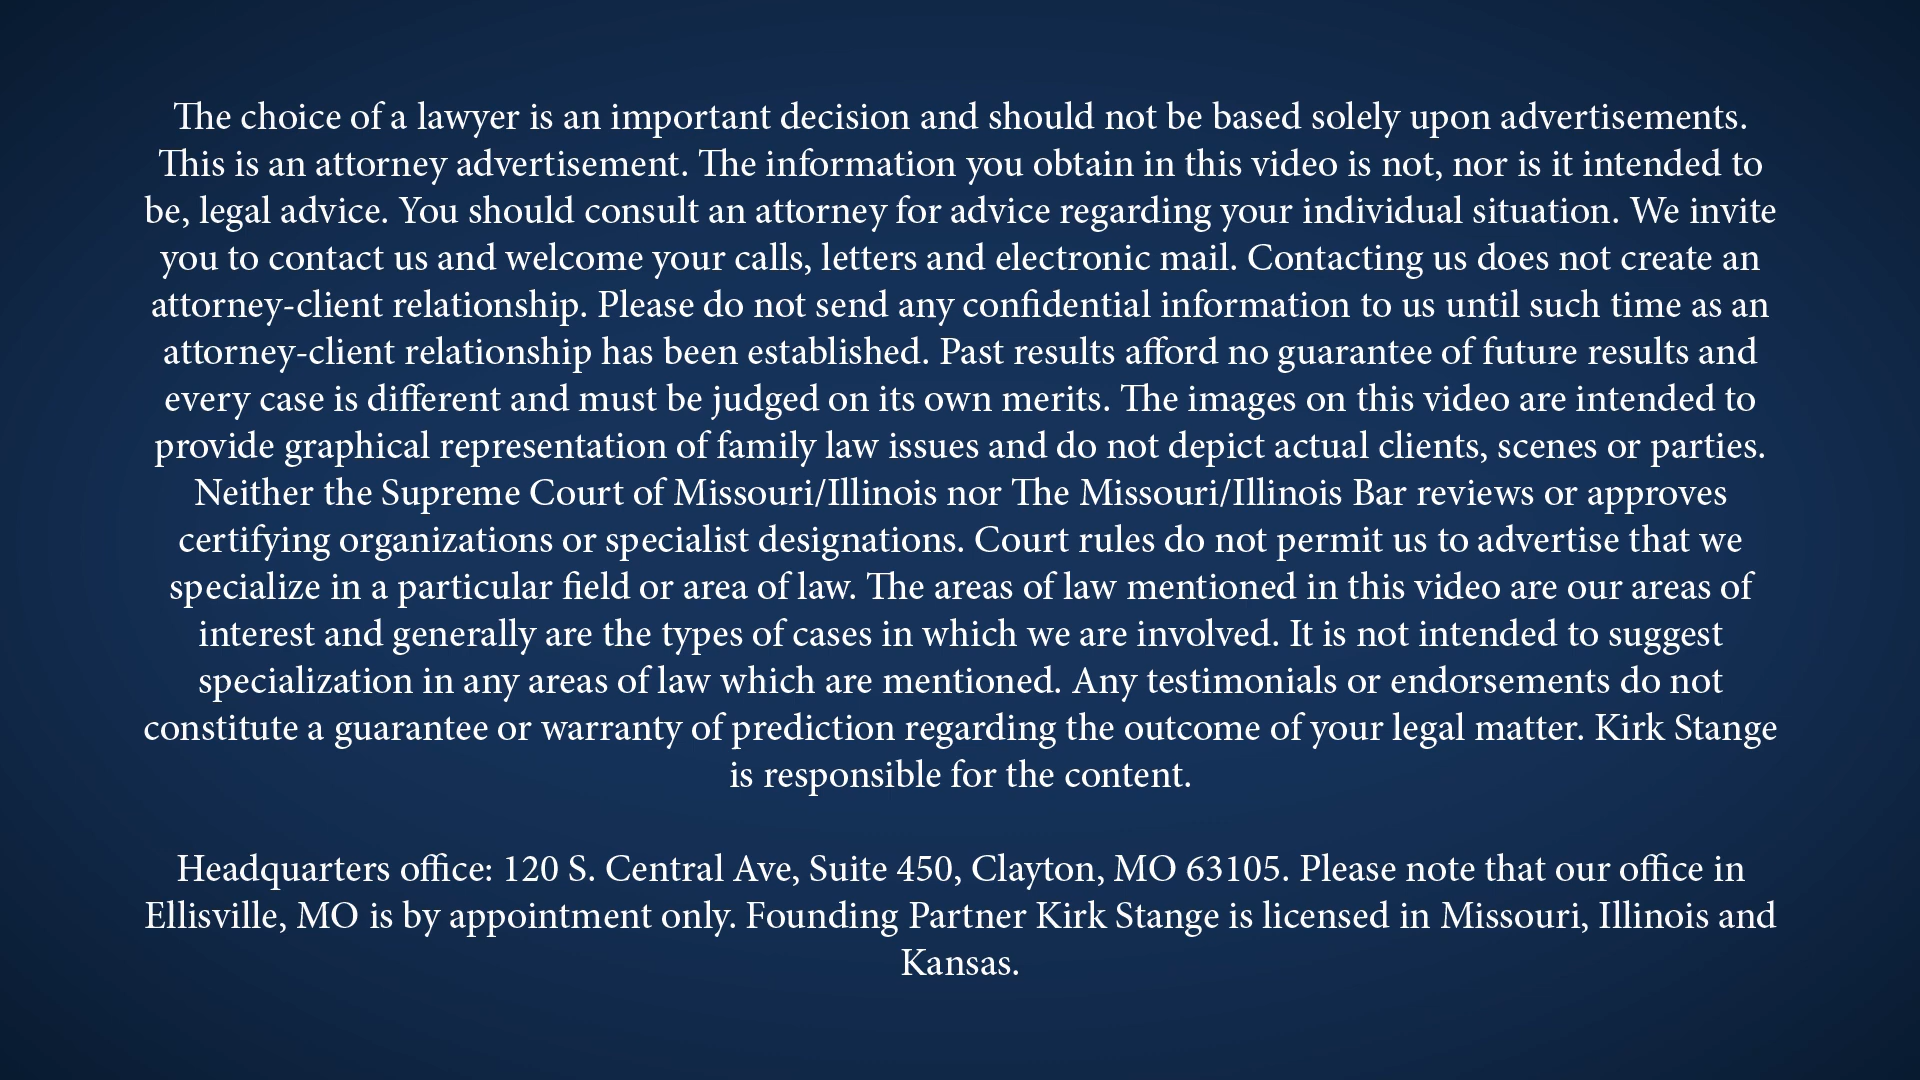 The choice of a lawyer is an important decision and should not be based solely upon advertisements.
This is an attorney advertisement. The information you obtain in this video is not, nor is it intended to
be, legal advice. You should consult an attorney for advice regarding your individual situation. We invite
you to contact us and welcome your calls, letters and electronic mail. Contacting us does not create an
attorney-client relationship. Please do not send any confidential information to us until such time as an
attorney-client relationship has been established. Past results afford no guarantee of future results and
every case is different and must be judged on its own merits. The images on this video are intended to
provide graphical representation of family law issues and do not depict actual clients, scenes or parties.
Neither the Supreme Court of Missouri/Illinois nor The Missouri/Illinois Bar reviews or approves
certifying organizations or specialist designations. Court rules do not permit us to advertise that we
specialize in a particular field or area of law. The areas of law mentioned in this video are our areas of
interest and generally are the types of cases in which we are involved. It is not intended to suggest
specialization in any areas of law which are mentioned. Any testimonials or endorsements do not
constitute a guarantee or warranty of prediction regarding the outcome of your legal matter. Kirk Stange
is responsible for the content.
Headquarters office: 120 S. Central Ave, Suite 450, Clayton, MO 63105. Please note that our office in
Ellisville, MO is by appointment only. Founding Partner Kirk Stange is licensed in Missouri, Illinois and
Kansas.